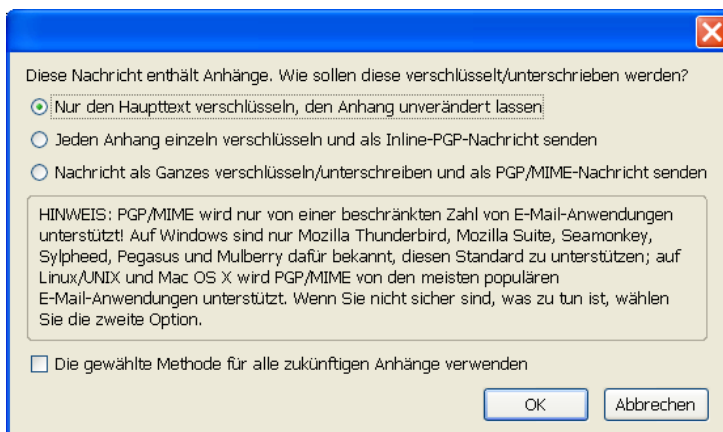 Diese Nachricht enthält Anhänge. Wie sollen diese verschlüsselt/unterschrieben werden?
Nur den Haupttext verschlüsseln, den Anhang unverändert lassen
Jeden Anhang einzeln verschlüsseln und als Inline-PGP-Nachricht senden
Nachricht als Ganzes verschlüsseln/unterschreiben und als PGP/MIME-Nachricht senden
HINWEIS: PGP/MIME wird nur von einer beschränkten Zahl von E-Mail-Anwendungen
unterstützt! Auf Windows sind nur Mozilla Thunderbird, Mozilla Suite, Seamonkey,
Sylpheed, Pegasus und Mulberry dafür bekannt, diesen Standard zu unterstützen; auf
Linux/UNIX und Mac OS X wird PGP/MIME von den meisten populären
E-Mail-Anwendungen unterstützt. Wenn Sie nicht sicher sind, was zu tun ist, wählen
Sie die zweite Option.
Die gewählte Methode für alle zukünftigen Anhänge verwenden
OK
Abbrechen